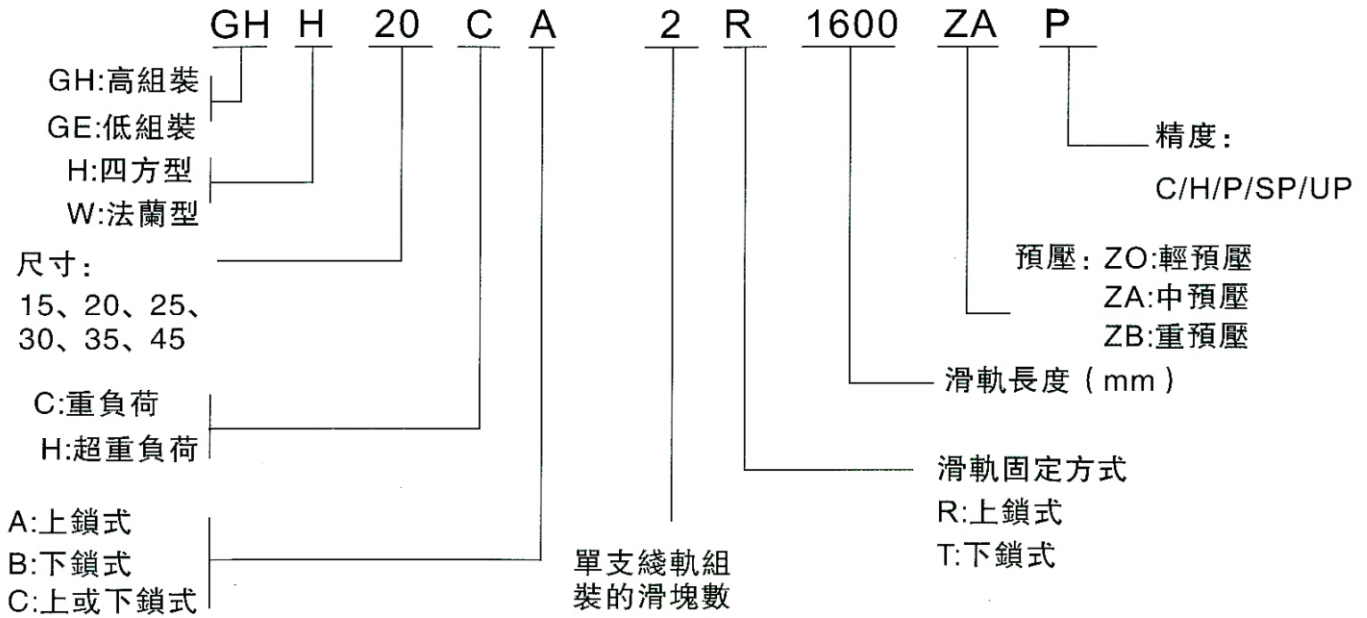 GH H 20 C A 2 R 1600 ZA P
GH:高組裝
GE:低組裝
H:四方型
W:法蘭型
尺寸:
15、20、25、
30、35、45
C:重負荷
H:超重負荷
A:上鎖式
B:下鎖式
C:上或下鎖式
單支綫軌組
裝的滑塊數
滑軌固定方式
R:上鎖式
T:下鎖式
滑軌長度(mm)
預壓:ZO:輕預壓
ZA:中預壓
ZB:重預壓
精度:
C/H/P/SP/UP